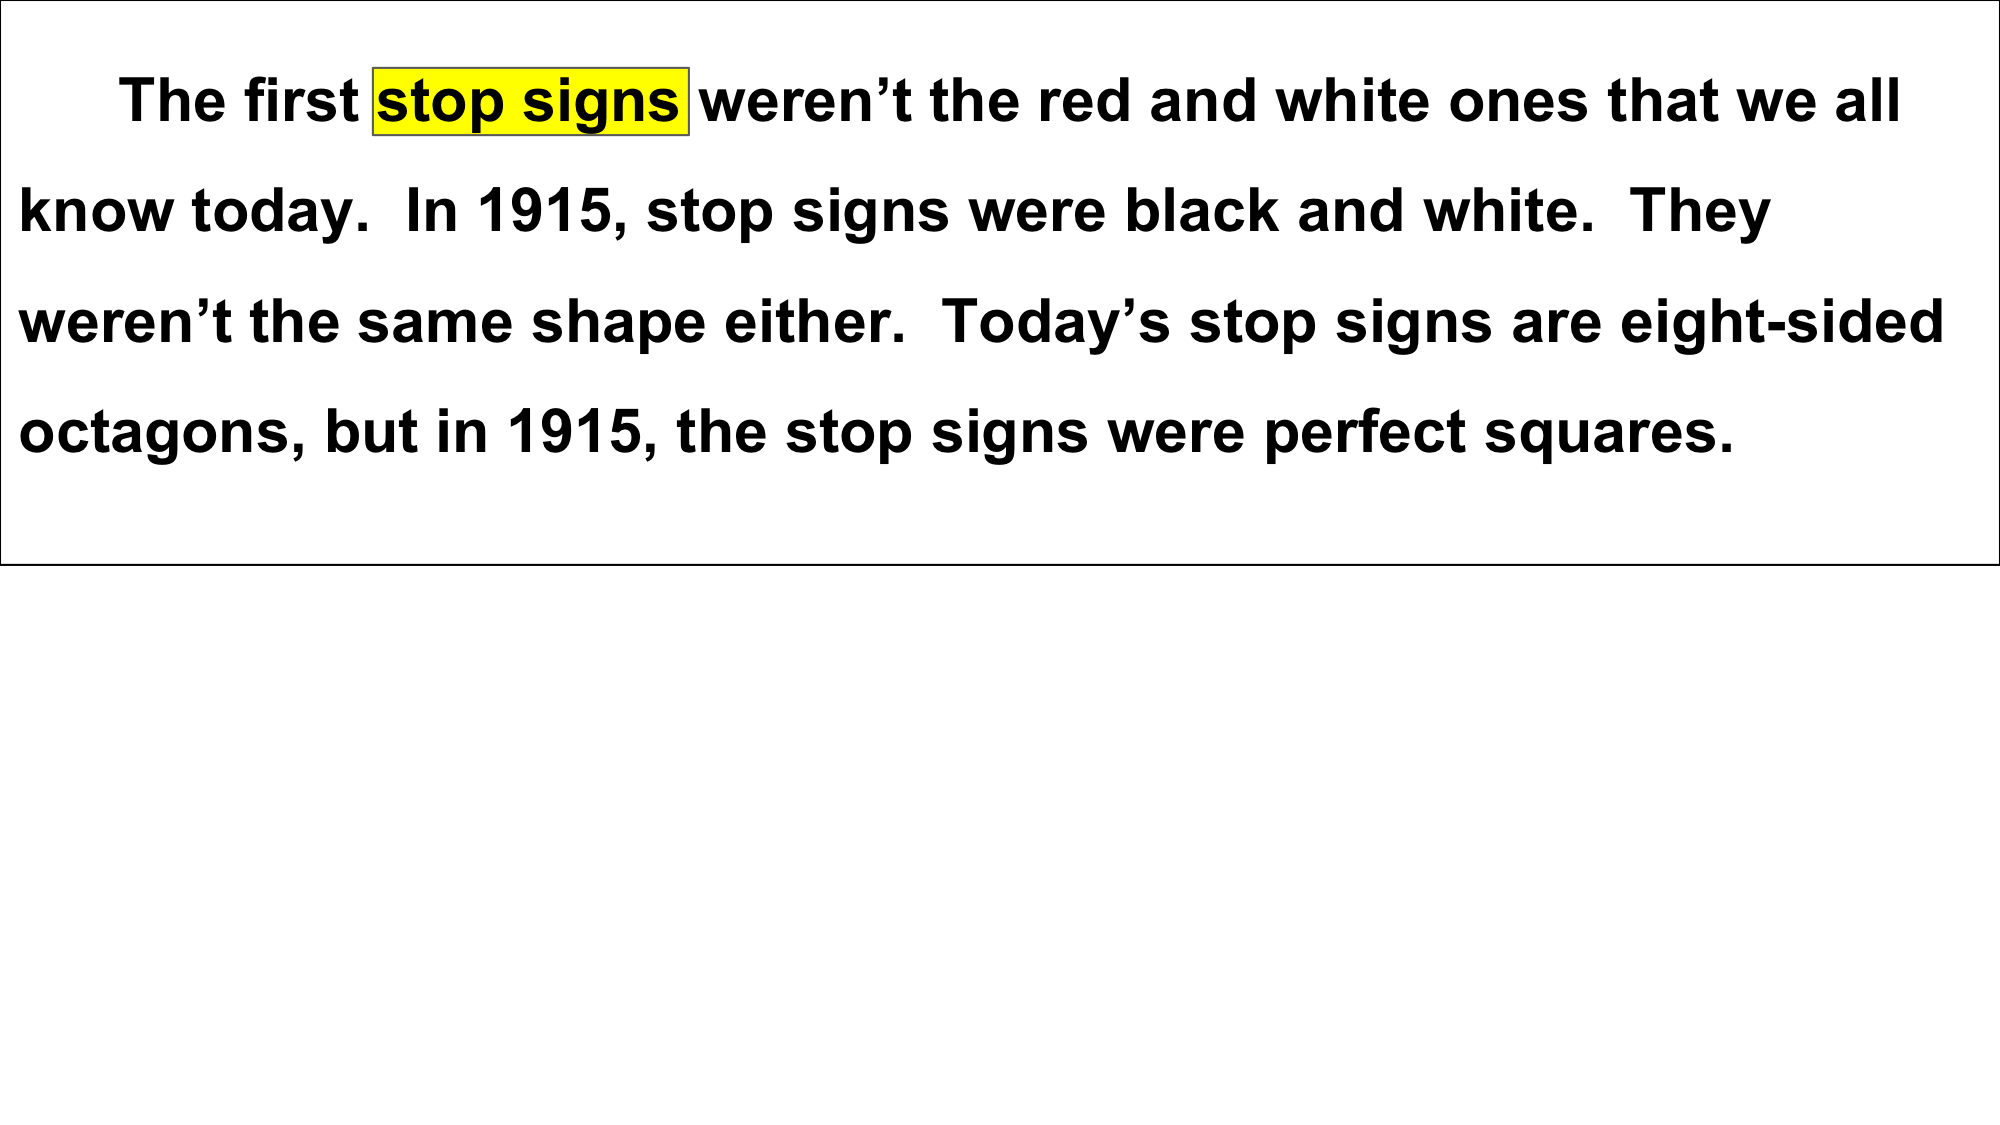 The first stop signs weren’t the red and white ones that we all
know today.  In 1915, stop signs were black and white.  They
weren’t the same shape either.  Today’s stop signs are eight-sided
octagons, but in 1915, the stop signs were perfect squares.